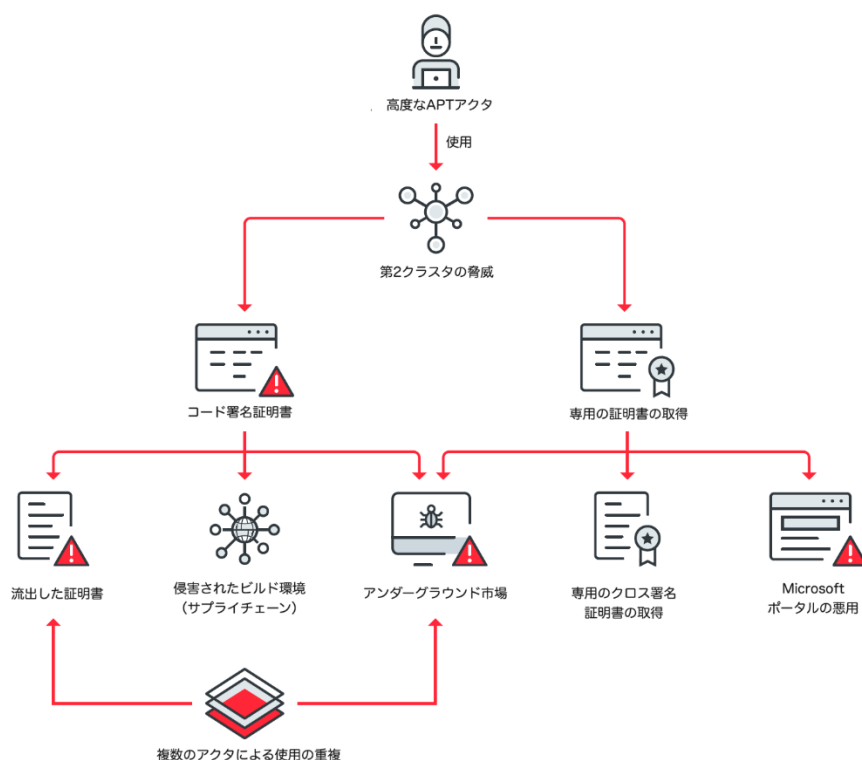 高度なAPTアクタ
使用
第2クラスタの脅威
コード署名証明書
専用の証明書の取得
流出した証明書
侵害されたビルド環境
（サプライチェーン）
アンダーグラウンド市場
専用のクロス署名
証明書の取得
Microsoft
ポータルの悪用
複数のアクタによる使用の重複